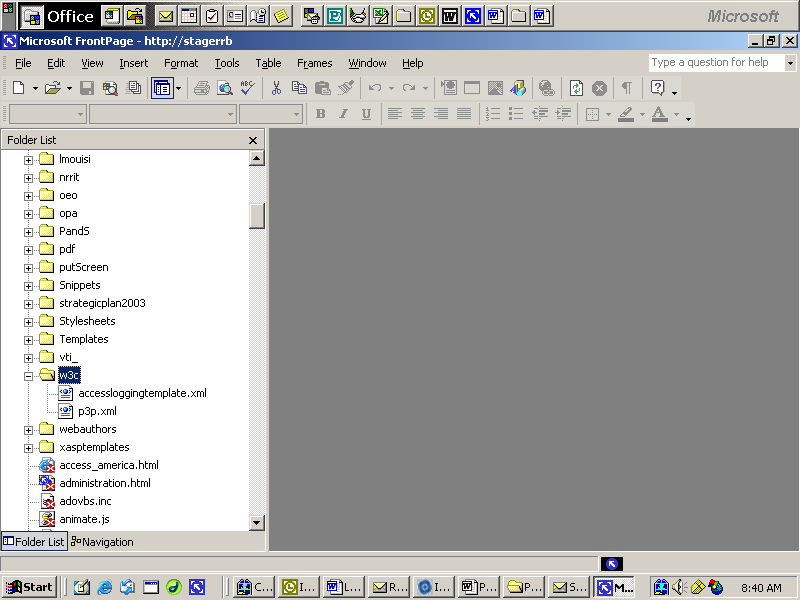 Office
Microsoft
Microsoft FrontPage - http://stagerrb
File Edit View Insert Format Tools Table Frames Window Help
Type a question for help
ABC
B I U
A
Folder List
lmouisi
nrrit
oeo
opa
PandS
pdf
putScreen
Snippets
strategicplan2003
Stylesheets
Templates
vti_
w3c
accessloggingtemplate.xml
p3p.xml
webauthors
xasptemplates
access_america.html
administration.html
adovbs.inc
animate.js
Folder List Navigation
Start C... I... L... R... I... P... P... S... M... 8:40 AM